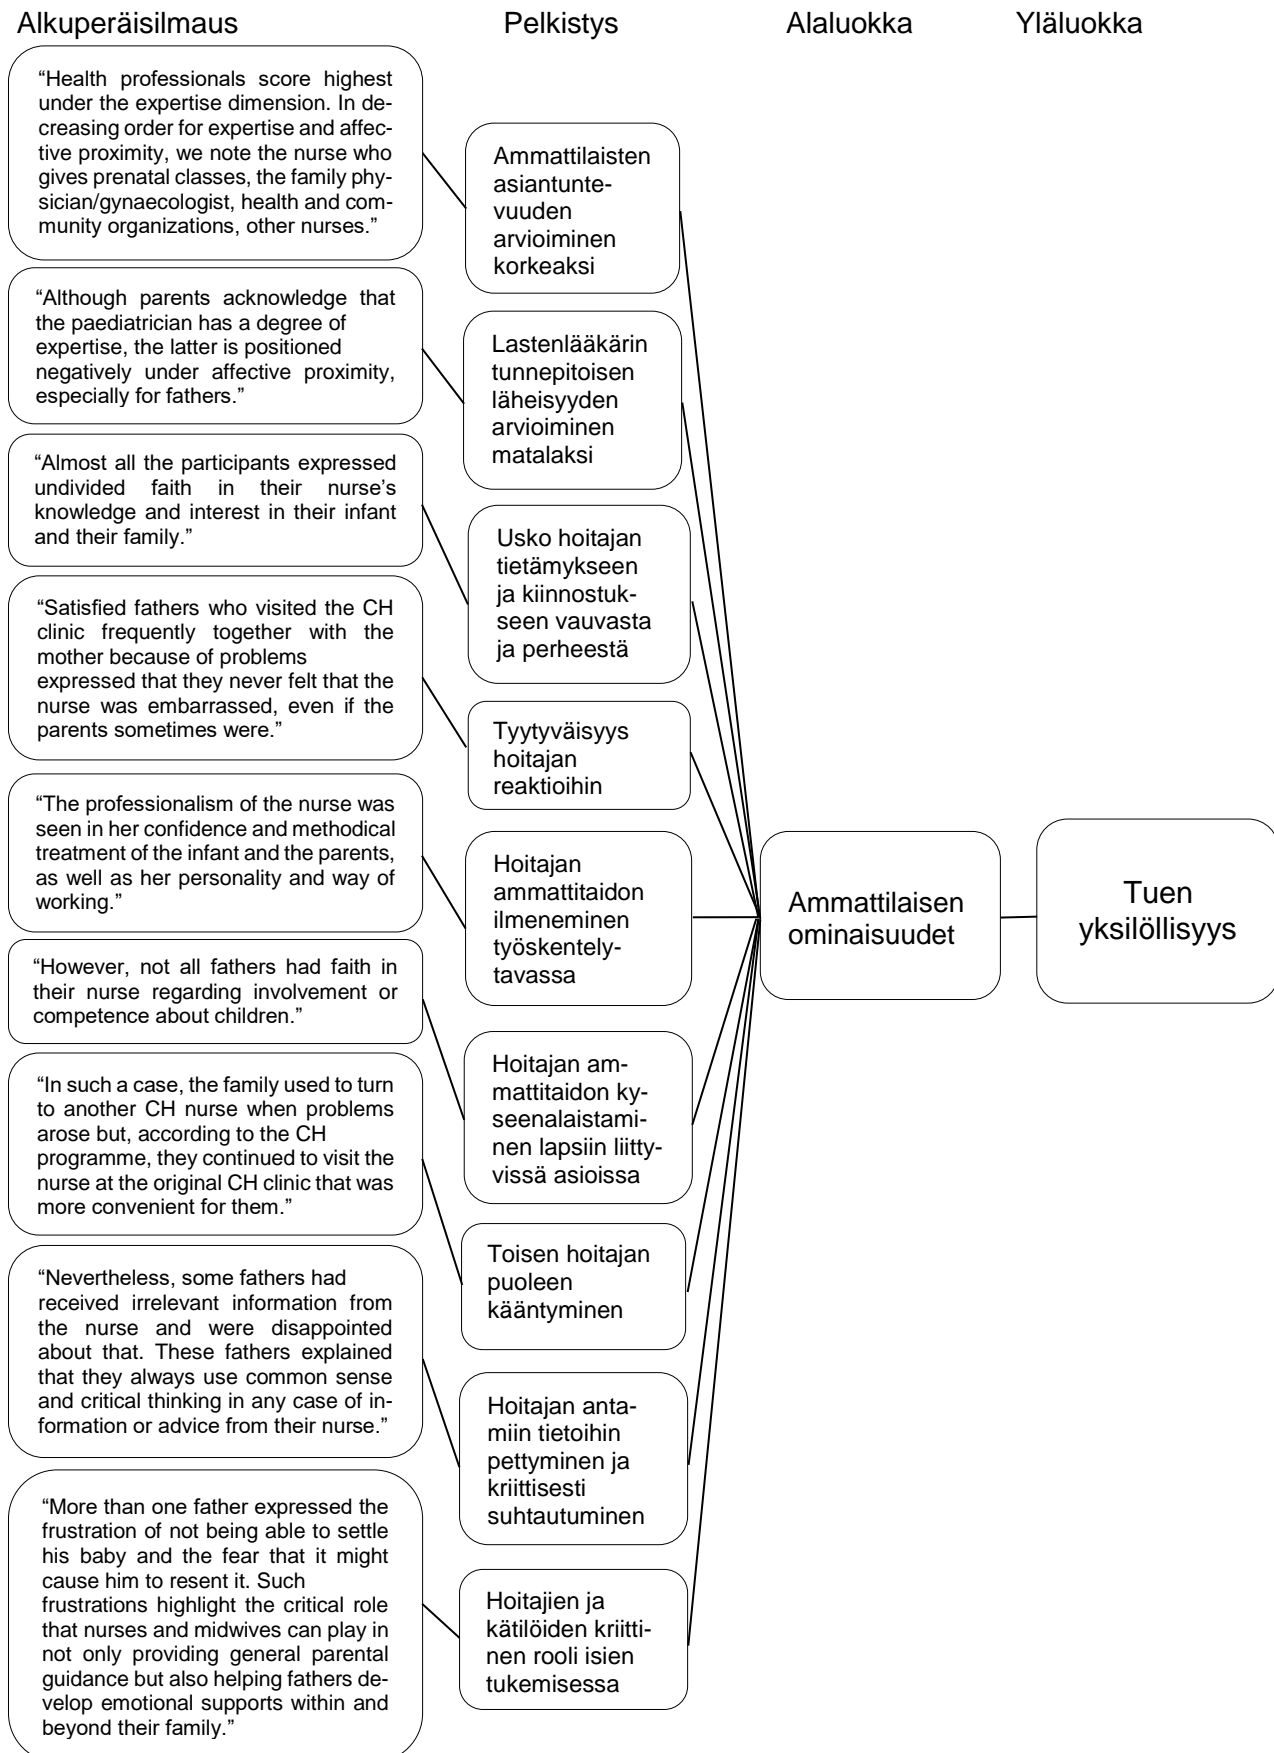 Alkuperäisilmaus
Pelkistys
Alaluokka
Yläluokka
“Health professionals score highest
under the expertise dimension. In de-
creasing order for expertise and affec-
tive proximity, we note the nurse who
gives prenatal classes, the family phy-
sician/gynaecologist, health and com-
munity organizations, other nurses.”
“Although parents acknowledge that
the paediatrician has a degree of
expertise, the latter is positioned
negatively under affective proximity,
especially for fathers.”
“Almost all the participants expressed
undivided faith in their nurse’s
knowledge and interest in their infant
and their family.”
“Satisfied fathers who visited the CH
clinic frequently together with the
mother because of problems
expressed that they never felt that the
nurse was embarrassed, even if the
parents sometimes were.”
“The professionalism of the nurse was
seen in her confidence and methodical
treatment of the infant and the parents,
as well as her personality and way of
working.”
“However, not all fathers had faith in
their nurse regarding involvement or
competence about children.”
“In such a case, the family used to turn
to another CH nurse when problems
arose but, according to the CH
programme, they continued to visit the
nurse at the original CH clinic that was
more convenient for them.”
“Nevertheless, some fathers had
received irrelevant information from
the nurse and were disappointed
about that. These fathers explained
that they always use common sense
and critical thinking in any case of in-
formation or advice from their nurse.”
“More than one father expressed the
frustration of not being able to settle
his baby and the fear that it might
cause him to resent it. Such
frustrations highlight the critical role
that nurses and midwives can play in
not only providing general parental
guidance but also helping fathers de-
velop emotional supports within and
beyond their family.”
Ammattilaisten
asiantunte-
vuuden
arvioiminen
korkeaksi
Lastenlääkärin
tunnepitoisen
läheisyyden
arvioiminen
matalaksi
Usko hoitajan
tietämykseen
ja kiinnostuk-
seen vauvasta
ja perheestä
Tyytyväisyys
hoitajan
reaktioihin
Hoitajan
ammattitaidon
ilmeneminen
työskentely-
tavassa
Hoitajan am-
mattitaidon ky-
seenalaistami-
nen lapsiin liitty-
vissä asioissa
Toisen hoitajan
puoleen
kääntyminen
Hoitajan anta-
miin tietoihin
pettyminen ja
kriittisesti
suhtautuminen
Hoitajien ja
kätilöiden kriitti-
nen rooli isien
tukemisessa
Ammattilaisen
ominaisuudet
Tuen
yksilöllisyys